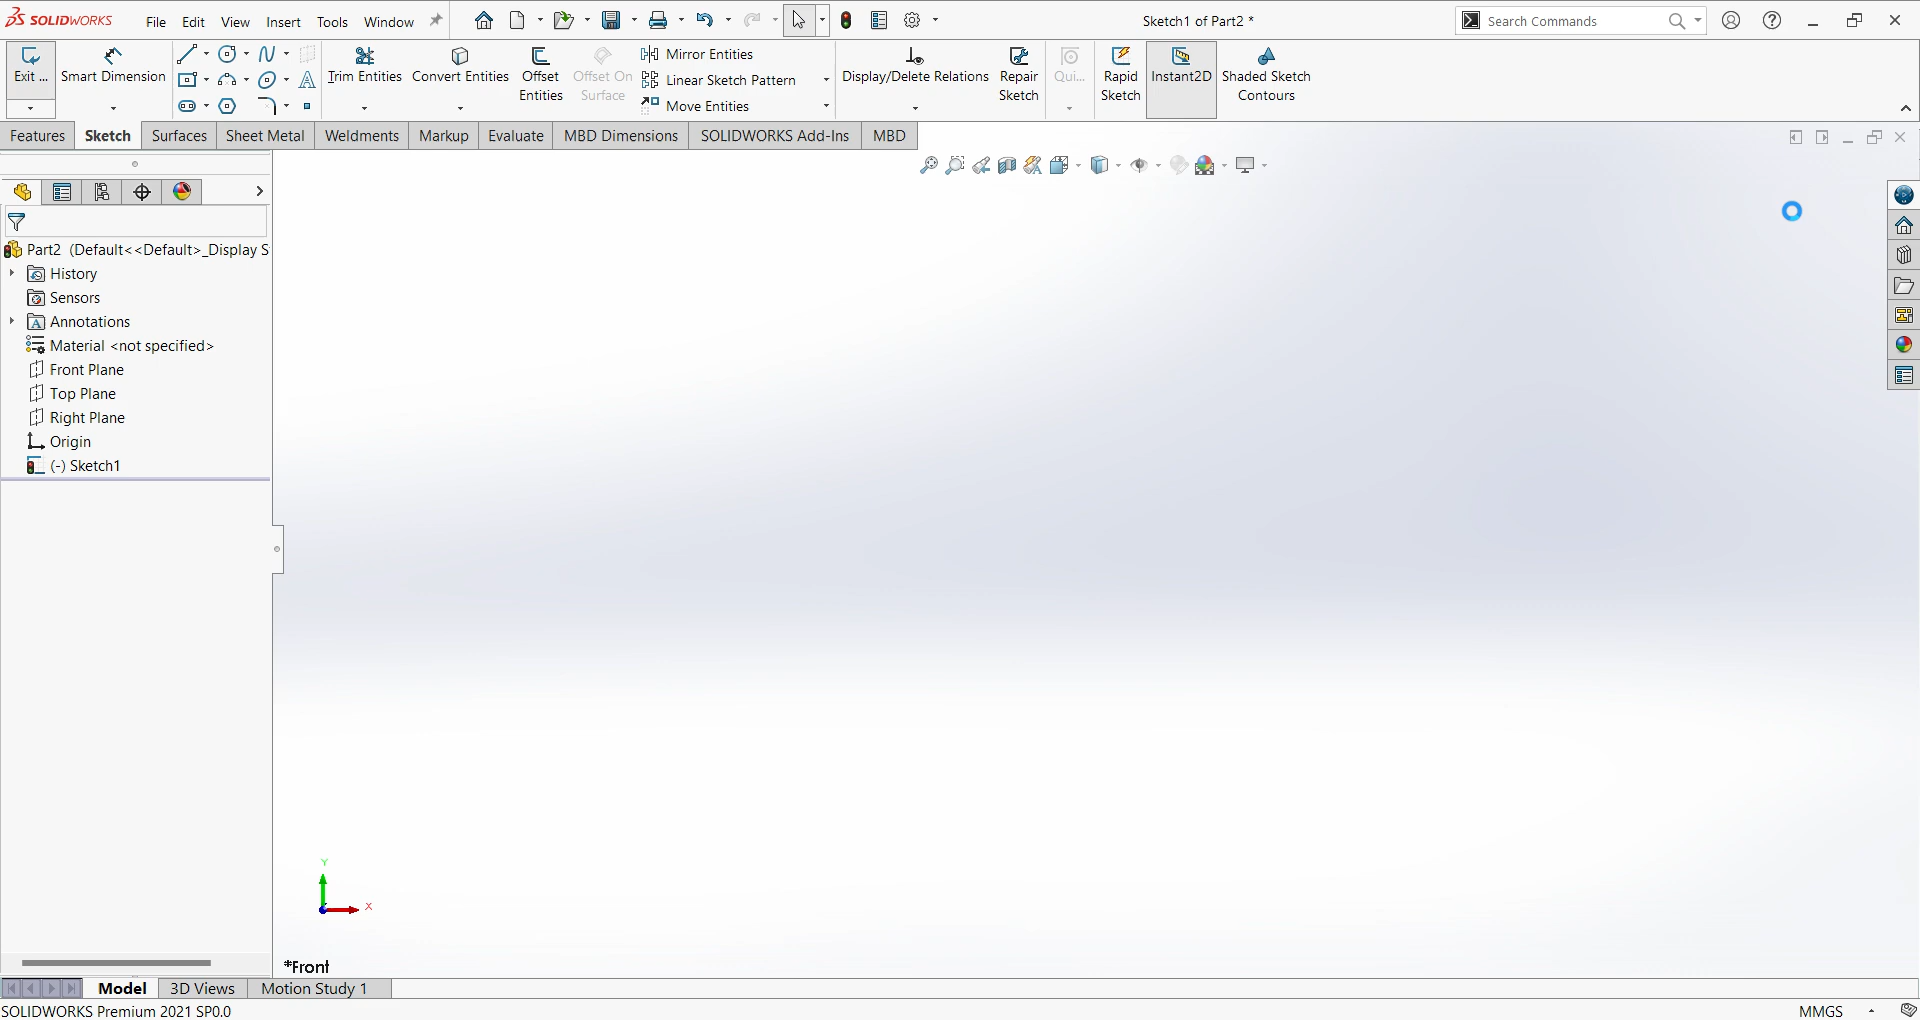 SOLIDWORKS File Edit View Insert Tools Window Sketch1 of Part2 * Search Commands
Exit ... Smart Dimension Trim Entities Convert Entities Offset Entities Offset On Surface Mirror Entities Linear Sketch Pattern Move Entities Display/Delete Relations Repair Sketch Qui... Rapid Sketch Instant2D Shaded Sketch Contours
Features Sketch Surfaces Sheet Metal Weldments Markup Evaluate MBD Dimensions SOLIDWORKS Add-Ins MBD
Part2 (Default<<Default>_Display S
History
Sensors
Annotations
Material <not specified>
Front Plane
Top Plane
Right Plane
Origin
(-) Sketch1
Y
X
*Front
Model 3D Views Motion Study 1
SOLIDWORKS Premium 2021 SP0.0 MMGS